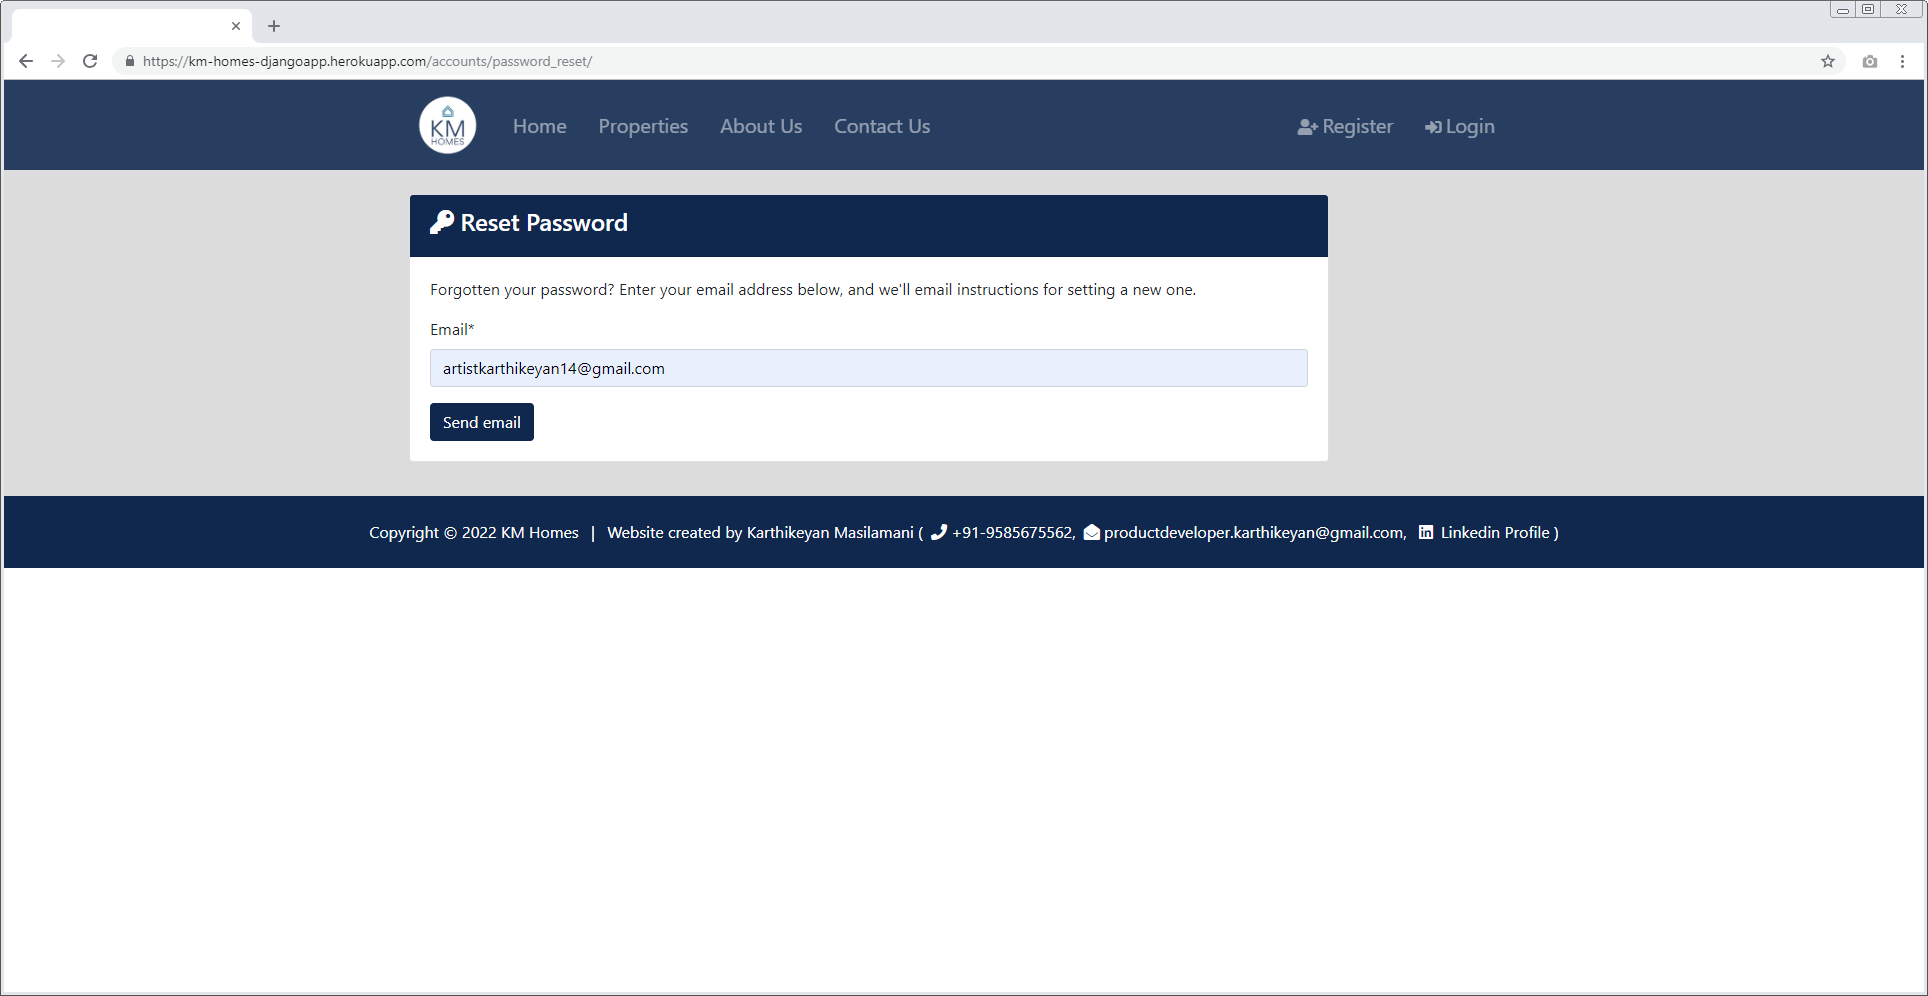 https://km-homes-djangoapp.herokuapp.com/accounts/password_reset/
KM
HOMES
Home Properties About Us Contact Us Register Login
Reset Password
Forgotten your password? Enter your email address below, and we'll email instructions for setting a new one.
Email*
artistkarthikeyan14@gmail.com
Send email
Copyright © 2022 KM Homes | Website created by Karthikeyan Masilamani ( +91-9585675562, productdeveloper.karthikeyan@gmail.com, in Linkedin Profile )